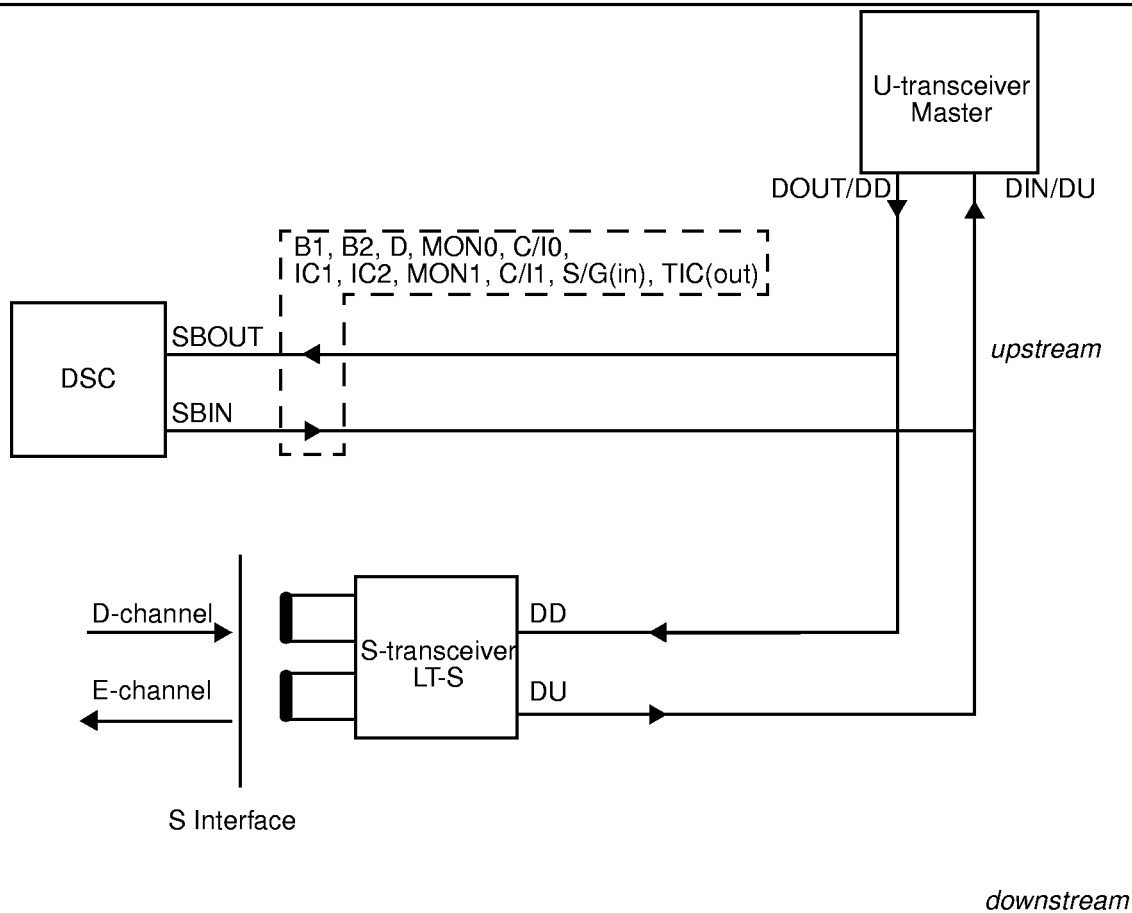 U-transceiver
Master
DOUT/DD
DIN/DU
B1, B2, D, MON0, C/I0,
IC1, IC2, MON1, C/I1, S/G(in), TIC(out)
SBOUT
upstream
DSC
SBIN
D-channel
DD
S-transceiver
LT-S
E-channel
DU
S Interface
downstream